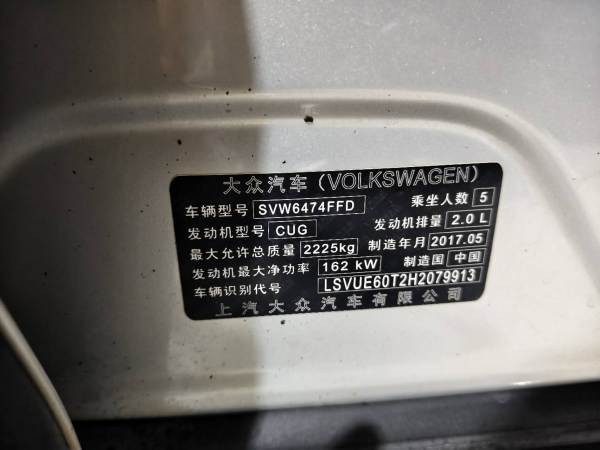 大众汽车(VOLKSWAGEN)
车辆型号 SVW6474FFD 乘坐人数 5
发动机型号 CUG 发动机排量 2.0 L
最大允许总质量 2225kg 制造年月 2017.05
发动机最大净功率 162 kW 制造国 中国
车辆识别代号 LSVUE60T2H2079913
上汽大众汽车有限公司